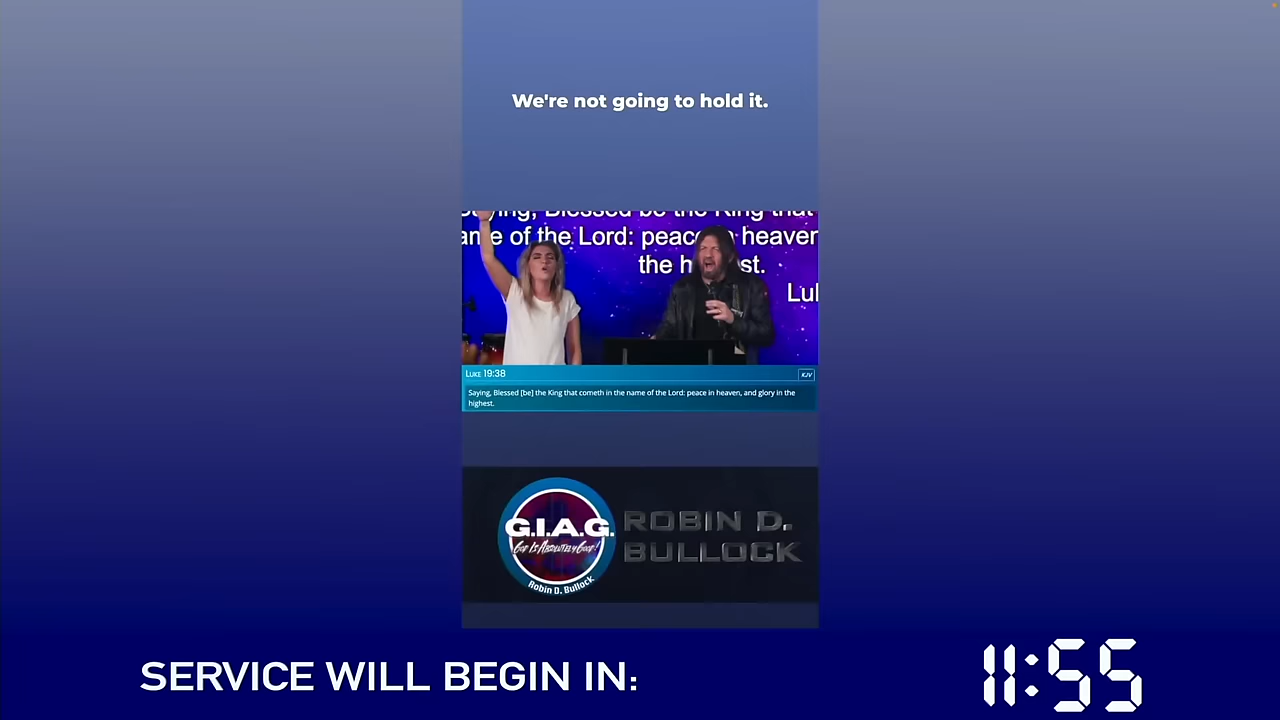 We're not going to hold it.
Saying, Blessed be the King that
ame of the Lord: peace in heaven
the highest.
Luk
LUKE 19:38
KJV
Saying, Blessed [be] the King that cometh in the name of the Lord: peace in heaven, and glory in the
highest.
G.I.A.G.
God Is Absolutely Good!
Robin D. Bullock
ROBIN D.
BULLOCK
SERVICE WILL BEGIN IN:
11:55